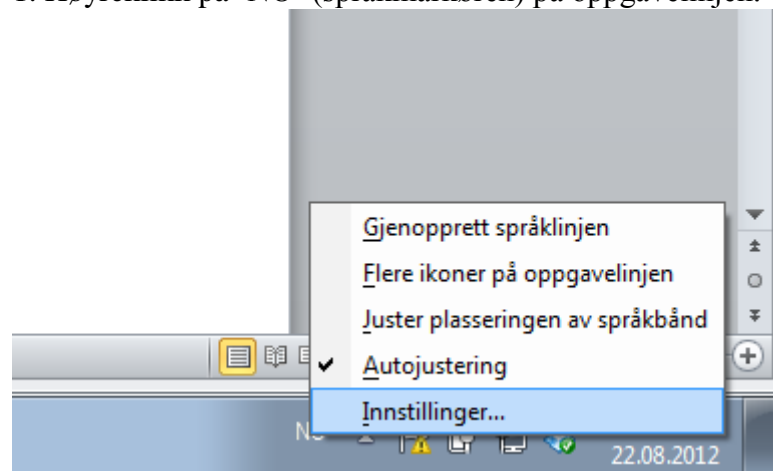 Gjenopprett språklinjen
Flere ikoner på oppgavelinjen
Juster plasseringen av språkbånd
Autojustering
Innstillinger...
22.08.2012